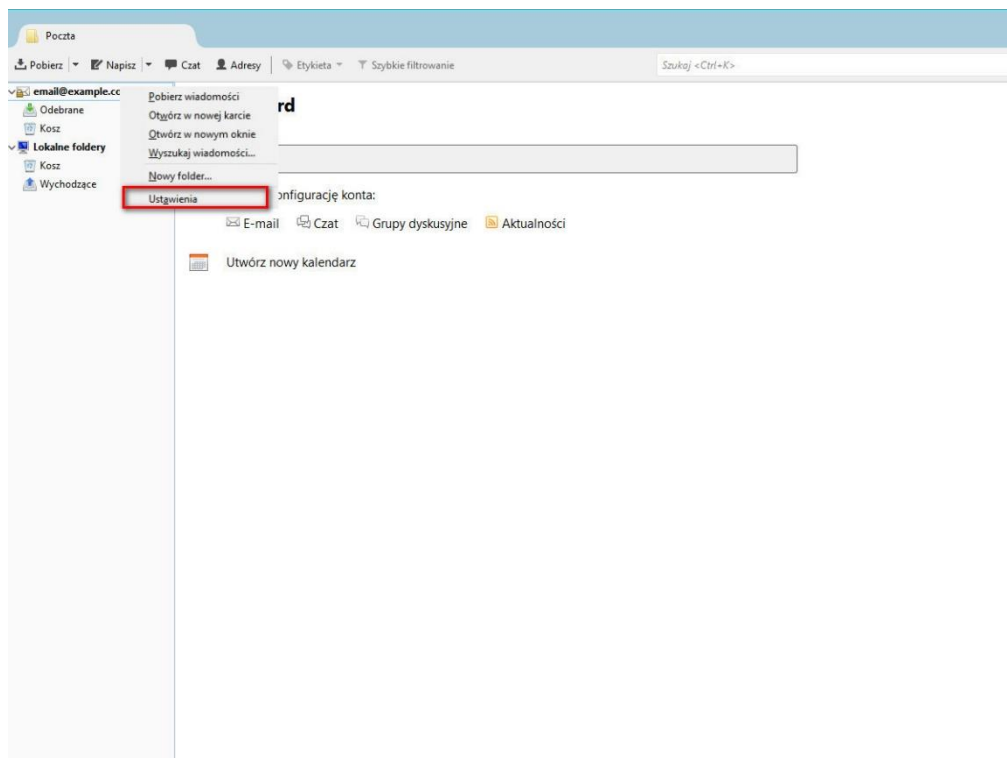 Poczta
Pobierz Napisz Czat Adresy Etykieta Szybkie filtrowanie Szukaj <Ctrl+K>
email@example.cc
Odebrane
Kosz
Lokalne foldery
Kosz
Wychodzące
Pobierz wiadomości
Otwórz w nowej karcie
Otwórz w nowym oknie
Wyszukaj wiadomości...
Nowy folder...
Ustawienia
rd
onfigurację konta:
E-mail Czat Grupy dyskusyjne Aktualności
Utwórz nowy kalendarz